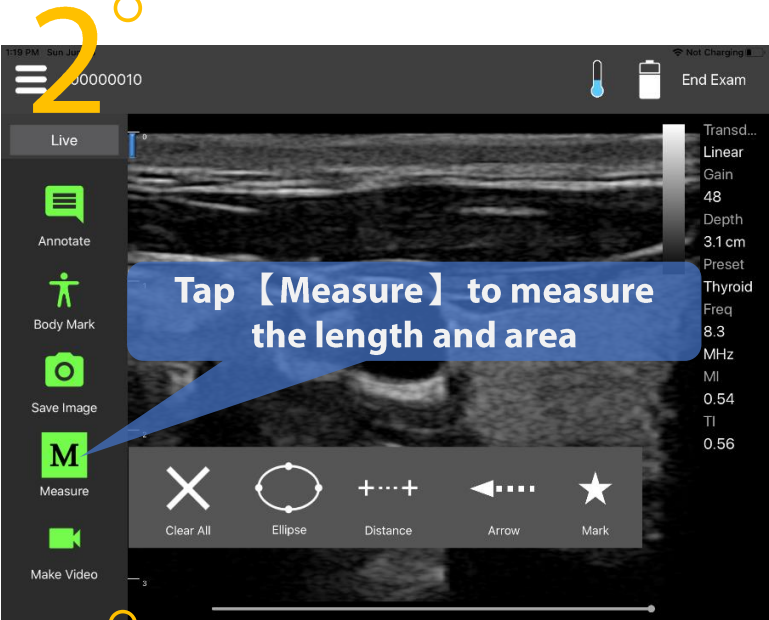 2
1:19 PM Sun Ju
Not Charging
00000010
End Exam
Live
Annotate
Body Mark
Save Image
M
Measure
Make Video
0
2
3
Tap 【Measure】 to measure
the length and area
Clear All
Ellipse
Distance
Arrow
Mark
Transd...
Linear
Gain
48
Depth
3.1 cm
Preset
Thyroid
Freq
8.3
MHz
MI
0.54
TI
0.56